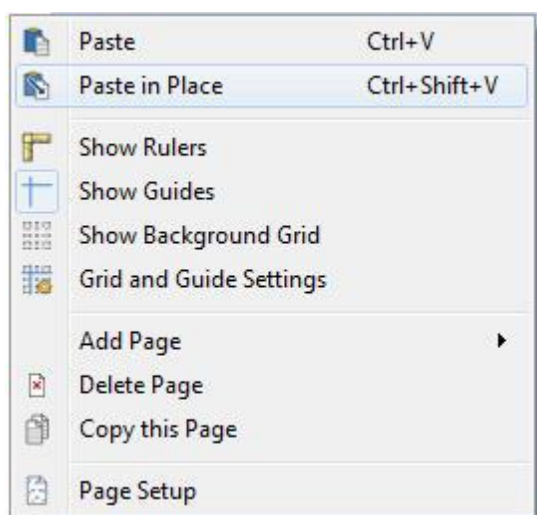 Paste Ctrl+V
Paste in Place Ctrl+Shift+V
Show Rulers
Show Guides
Show Background Grid
Grid and Guide Settings
Add Page
Delete Page
Copy this Page
Page Setup